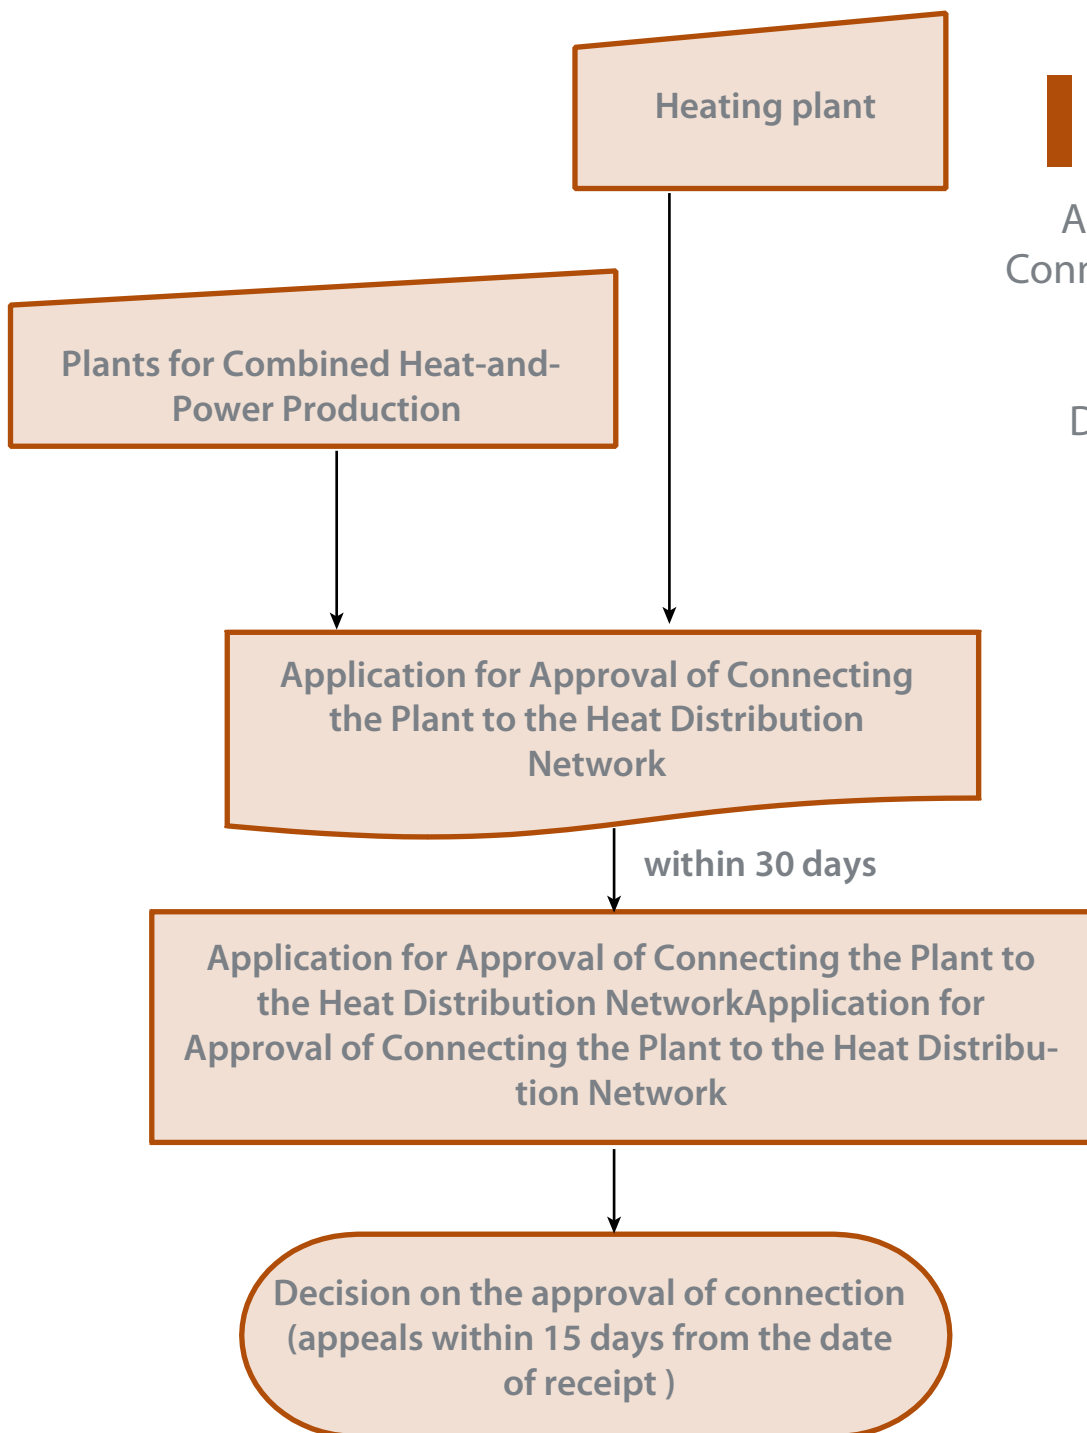 Heating plant
A
Conn
Plants for Combined Heat-and-
Power Production
D
Application for Approval of Connecting
the Plant to the Heat Distribution
Network
within 30 days
Application for Approval of Connecting the Plant to
the Heat Distribution NetworkApplication for
Approval of Connecting the Plant to the Heat Distribu-
tion Network
Decision on the approval of connection
(appeals within 15 days from the date
of receipt )